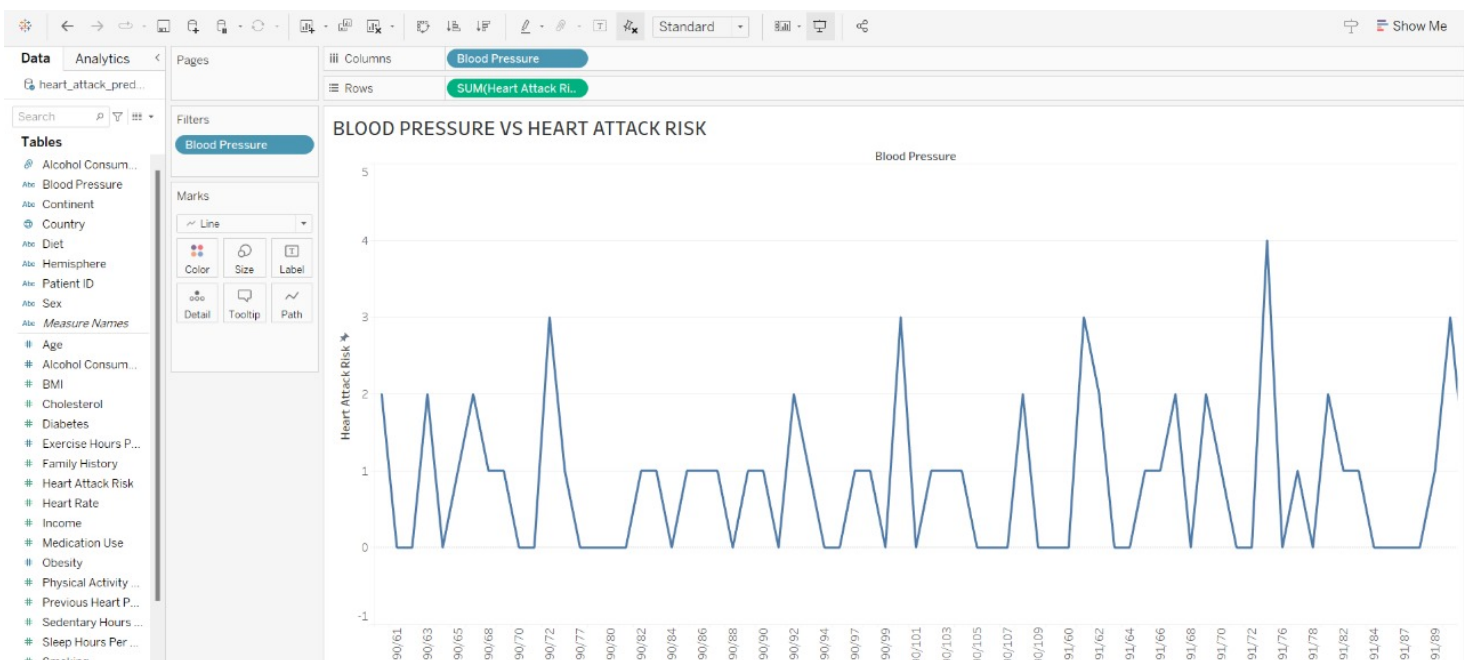 Standard
Show Me
Data
Analytics
Pages
Columns
Blood Pressure
heart_attack_pred...
Rows
SUM(Heart Attack Ri..
Search
Filters
Blood Pressure
BLOOD PRESSURE VS HEART ATTACK RISK
Tables
Alcohol Consum...
Abc Blood Pressure
Abc Continent
Country
Abc Diet
Abc Hemisphere
Abc Patient ID
Abc Sex
Abc Measure Names
# Age
# Alcohol Consum...
# BMI
# Cholesterol
# Diabetes
# Exercise Hours P...
# Family History
# Heart Attack Risk
# Heart Rate
# Income
# Medication Use
# Obesity
# Physical Activity ...
# Previous Heart P...
# Sedentary Hours ...
# Sleep Hours Per ...
Marks
Line
Color
Size
Label
Detail
Tooltip
Path
Blood Pressure
Heart Attack Risk
5
4
3
2
1
0
-1
90/61
90/63
90/65
90/68
90/70
90/72
90/77
90/80
90/82
90/84
90/86
90/88
90/90
90/92
90/94
90/97
90/99
0/101
0/103
0/105
0/107
0/109
91/60
91/62
91/64
91/66
91/68
91/70
91/72
91/76
91/78
91/82
91/84
91/87
91/89